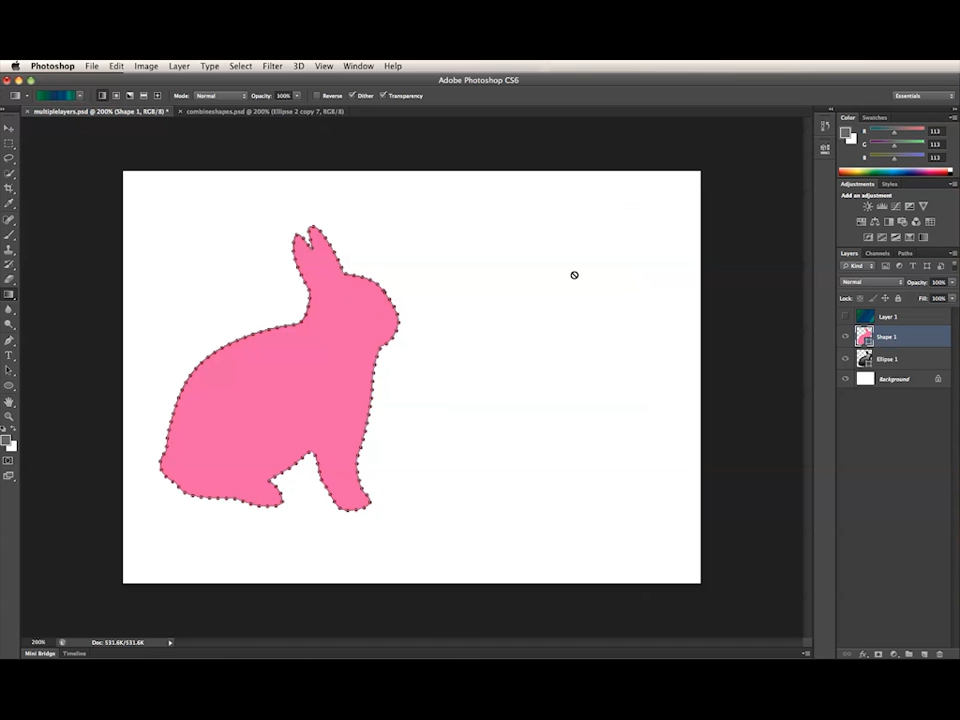 Photoshop File Edit Image Layer Type Select Filter 3D View Window Help
Adobe Photoshop CS6
Mode: Normal Opacity: 100% Reverse Dither Transparency Essentials
multiplelayers.psd @ 200% (Shape 1, RGB/8) * combineshapes.psd @ 200% (Ellipse 2 copy 7, RGB/8)
Color Swatches
R 113
G 113
B 113
Adjustments Styles
Add an adjustment
Layers Channels Paths
Kind
Normal Opacity: 100%
Lock: Fill: 100%
Layer 1
Shape 1
Ellipse 1
Background
200% Doc: 531.6K/531.6K
Mini Bridge Timeline